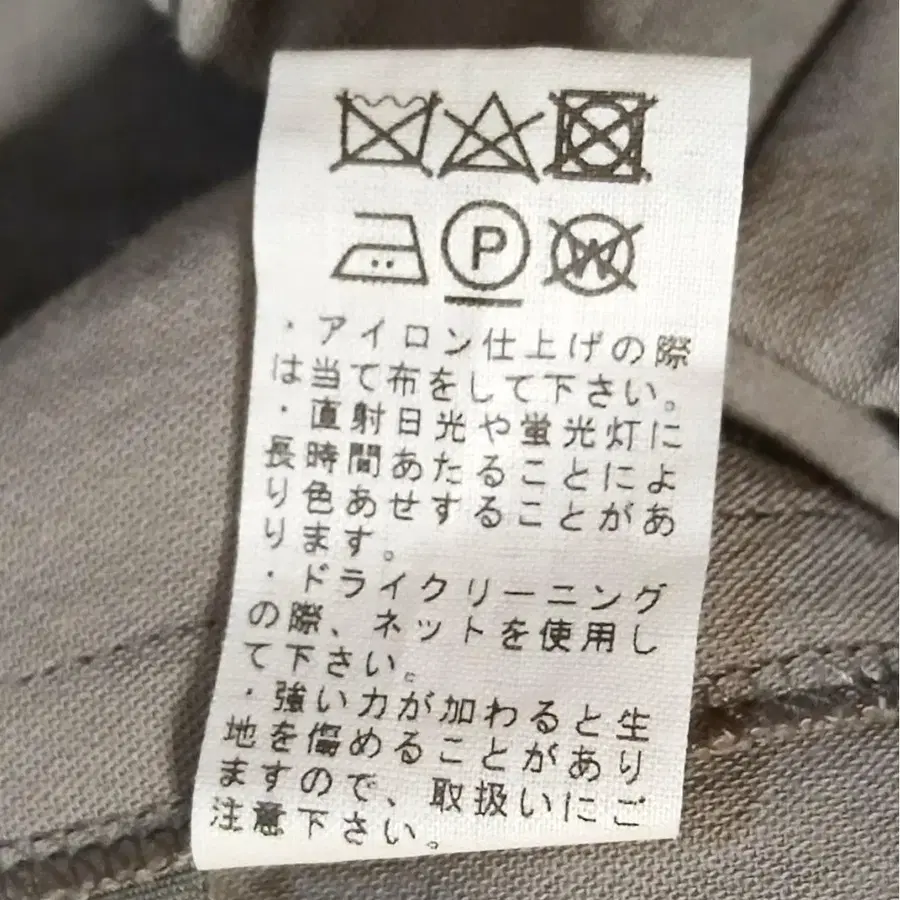 P
W
・アイロン仕上げの際
は当て布をして下さい。
・直射日光や蛍光灯に
長時間あたることによ
り色あせすることがあ
ります。
・ドライクリーニング
の際、ネットを使用し
て下さい。
・強い力が加わると生
地を傷めることがあり
ますので、取扱いにご
注意下さい。